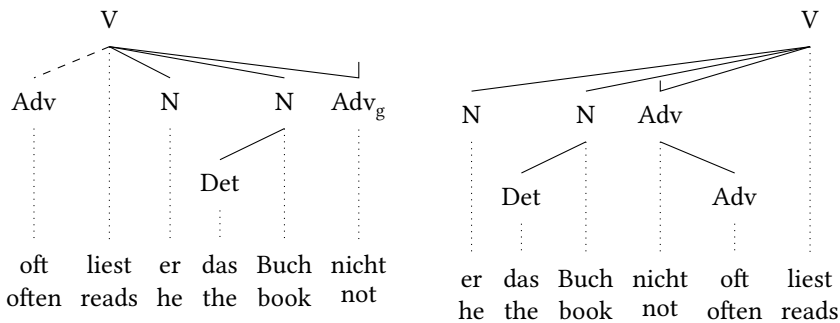 V
Adv N N Adv_g
Det
oft liest er das Buch nicht
often reads he the book not
V
N N Adv
Det Adv
er das Buch nicht oft liest
he the book not often reads